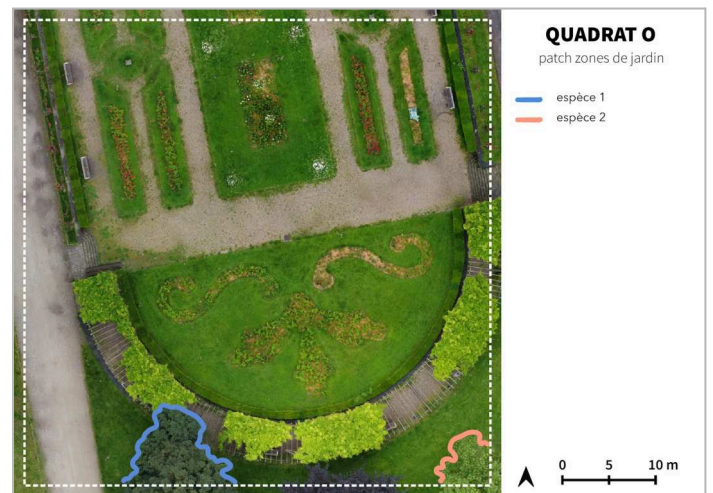 QUADRAT O
patch zones de jardin
espèce 1
espèce 2
0 5 10 m